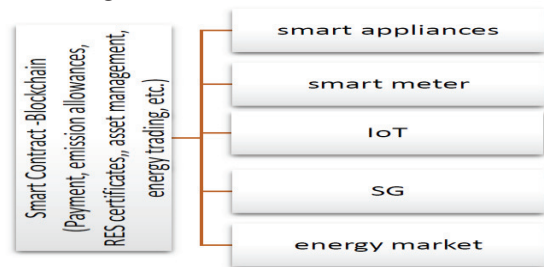 Smart Contract -Blockchain
(Payment, emission allowances,
RES certificates,, asset management,
energy trading, etc.)
smart appliances
smart meter
IoT
SG
energy market